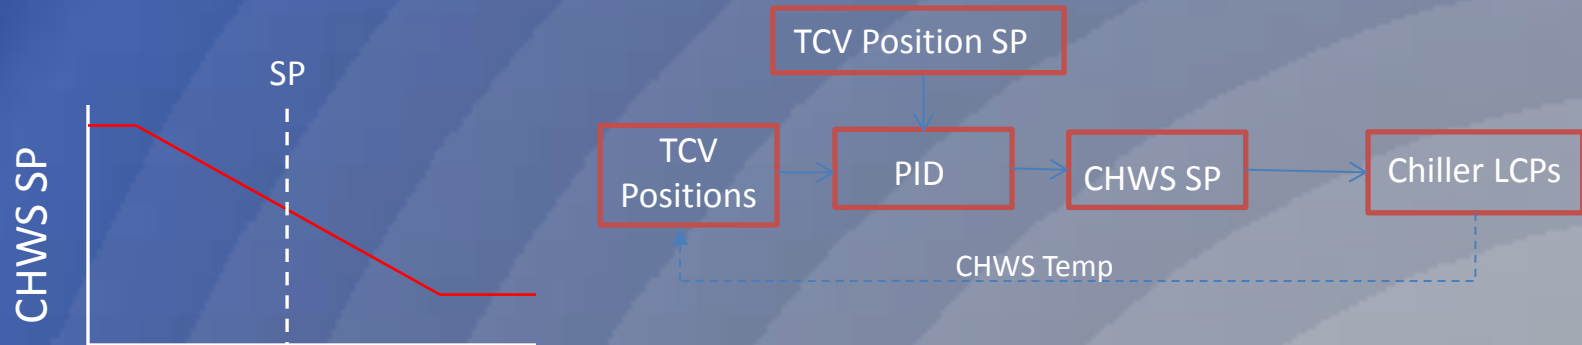 SP
CHWS SP
TCV Position SP
TCV
Positions
PID
CHWS SP
Chiller LCPs
CHWS Temp